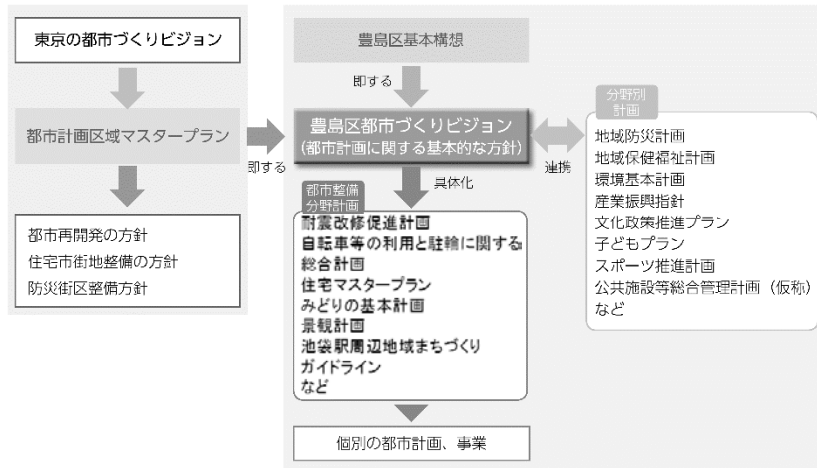 東京の都市づくりビジョン
都市計画区域マスタープラン
都市再開発の方針
住宅市街地整備の方針
防災街区整備方針
即する
豊島区基本構想
即する
豊島区都市づくりビジョン
(都市計画に関する基本的な方針)
具体化
連携
都市整備
分野計画
耐震改修促進計画
自転車等の利用と駐輪に関する
総合計画
住宅マスタープラン
みどりの基本計画
景観計画
池袋駅周辺地域まちづくり
ガイドライン
など
個別の都市計画、事業
分野別
計画
地域防災計画
地域保健福祉計画
環境基本計画
産業振興指針
文化政策推進プラン
子どもプラン
スポーツ推進計画
公共施設等総合管理計画（仮称）
など